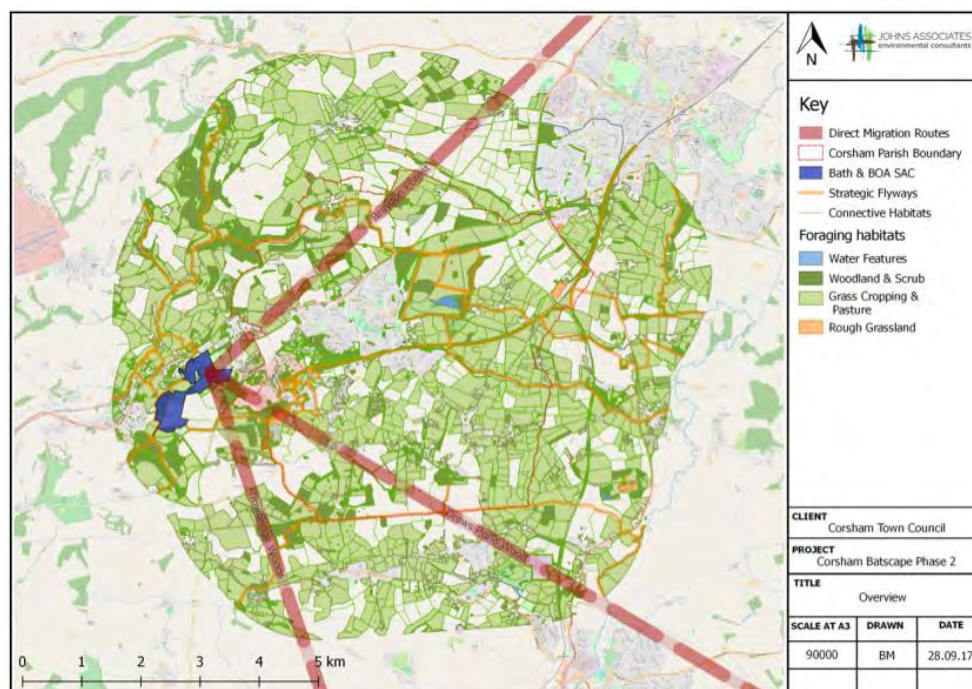 JOHNS ASSOCIATES
environmental consultants
N
Key
Direct Migration Routes
Corsham Parish Boundary
Bath & BOA SAC
Strategic Flyways
Connective Habitats
Foraging habitats
Water Features
Woodland & Scrub
Grass Cropping &
Pasture
Rough Grassland
CLIENT
Corsham Town Council
PROJECT
Corsham Batscape Phase 2
TITLE
Overview
SCALE AT A3 DRAWN DATE
90000 BM 28.09.17
Wood
0 1 2 3 4 5 km